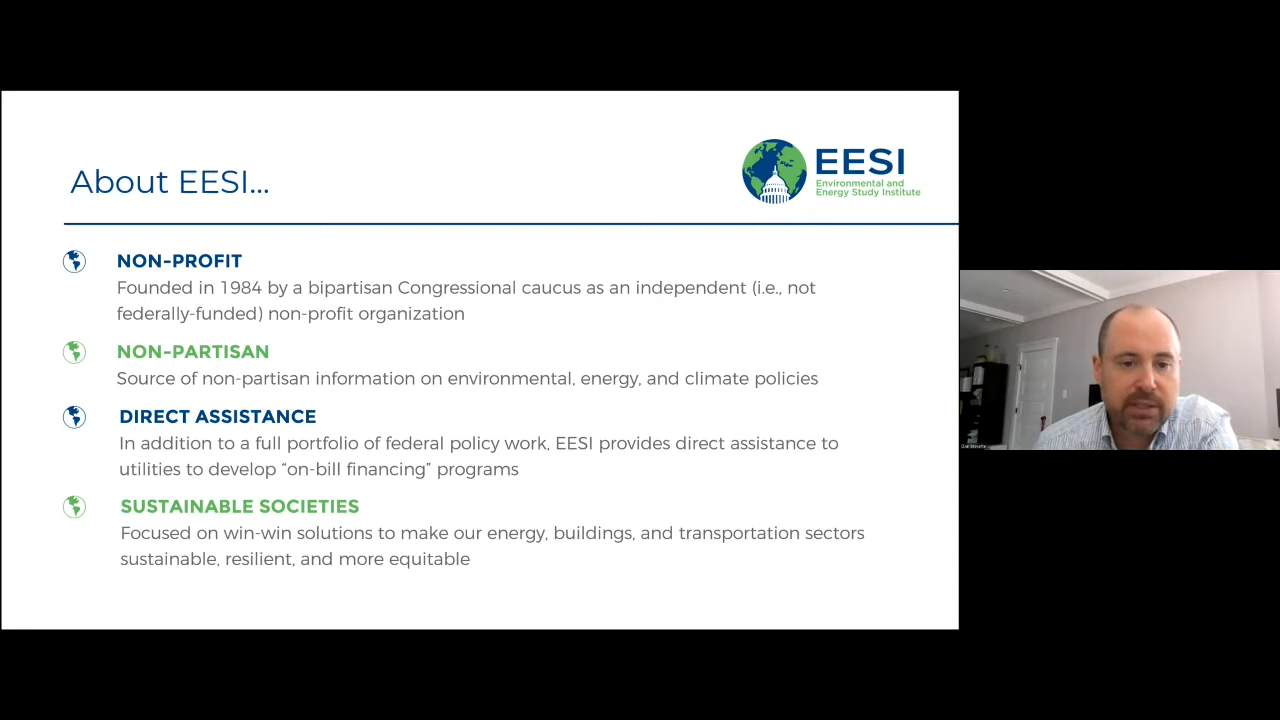 About EESI...
EESI
Environmental and
Energy Study Institute
NON-PROFIT
Founded in 1984 by a bipartisan Congressional caucus as an independent (i.e., not
federally-funded) non-profit organization
NON-PARTISAN
Source of non-partisan information on environmental, energy, and climate policies
DIRECT ASSISTANCE
In addition to a full portfolio of federal policy work, EESI provides direct assistance to
utilities to develop “on-bill financing” programs
SUSTAINABLE SOCIETIES
Focused on win-win solutions to make our energy, buildings, and transportation sectors
sustainable, resilient, and more equitable